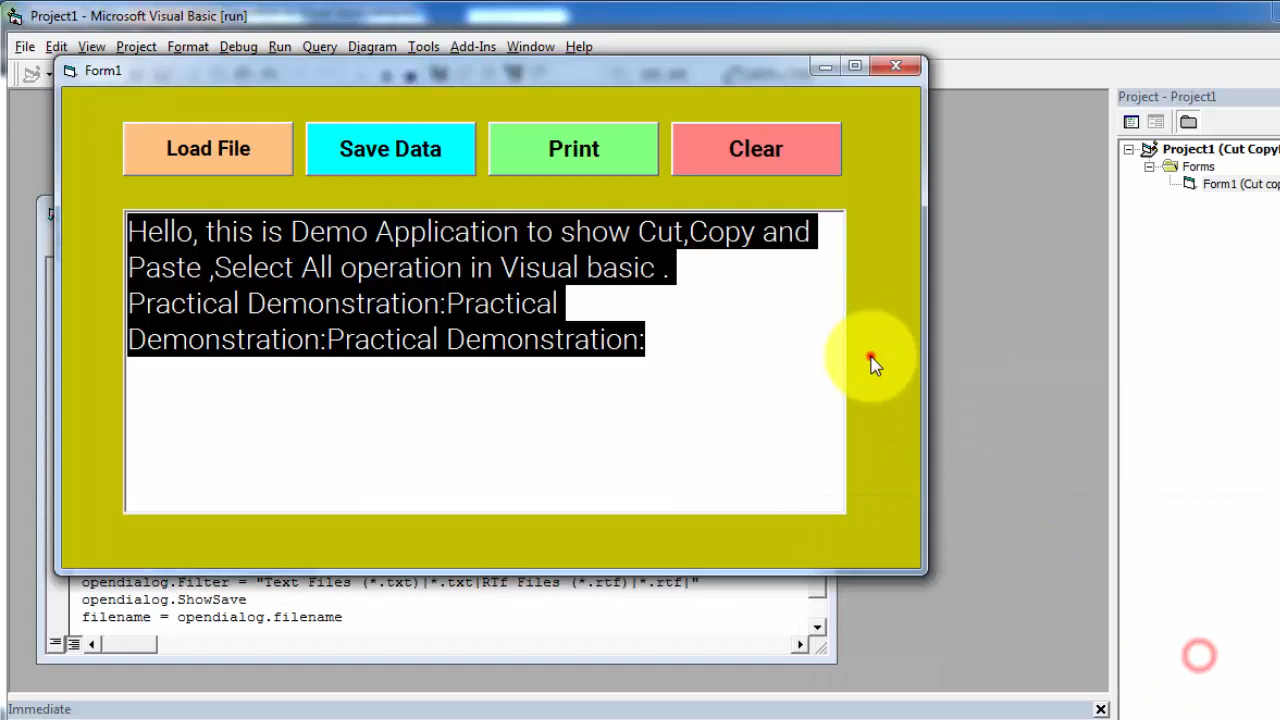 Project1 - Microsoft Visual Basic [run]
File Edit View Project Format Debug Run Query Diagram Tools Add-Ins Window Help
Form1
Project - Project1
Load File Save Data Print Clear
Project1 (Cut Copy
Forms
Form1 (Cut co
Hello, this is Demo Application to show Cut,Copy and
Paste ,Select All operation in Visual basic .
Practical Demonstration:Practical
Demonstration:Practical Demonstration:
opendialog.Filter = "Text Files (*.txt)|*.txt|RTf Files (*.rtf)|*.rtf|"
opendialog.ShowSave
filename = opendialog.filename
Immediate